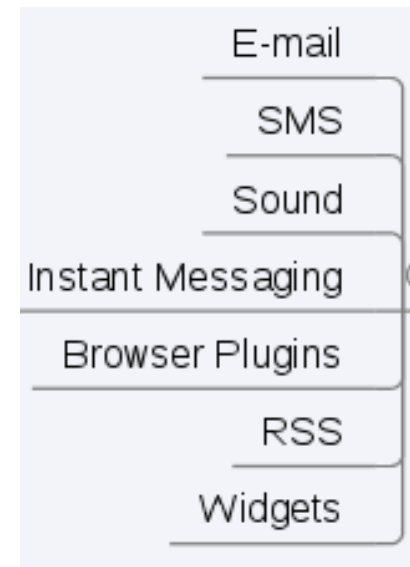 E-mail
SMS
Sound
Instant Messaging
Browser Plugins
RSS
Widgets